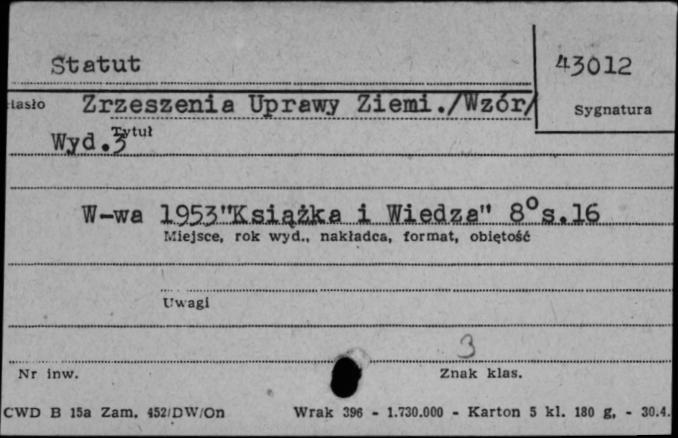 Statut
43012
Hasło Zrzeszenia Uprawy Ziemi./Wzór/
Sygnatura
Tytuł
Wyd.3
W-wa 1953"Książka i Wiedza" 8°s.16
Miejsce, rok wyd., nakładca, format, objętość
Uwagi
3
Nr inw.
Znak klas.
CWD B 15a Zam. 452/DW/On Wrak 396 - 1.730.000 - Karton 5 kl. 180 g, - 30.4.